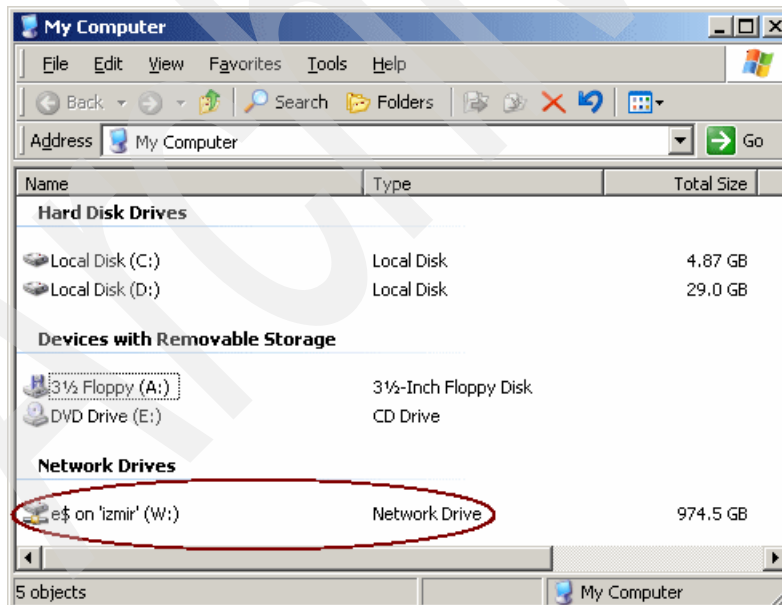 My Computer
File Edit View Favorites Tools Help
Back Search Folders
Address My Computer Go
Name Type Total Size
Hard Disk Drives
Local Disk (C:) Local Disk 4.87 GB
Local Disk (D:) Local Disk 29.0 GB
Devices with Removable Storage
3½ Floppy (A:) 3½-Inch Floppy Disk
DVD Drive (E:) CD Drive
Network Drives
e$ on 'izmir' (W:) Network Drive 974.5 GB
5 objects My Computer